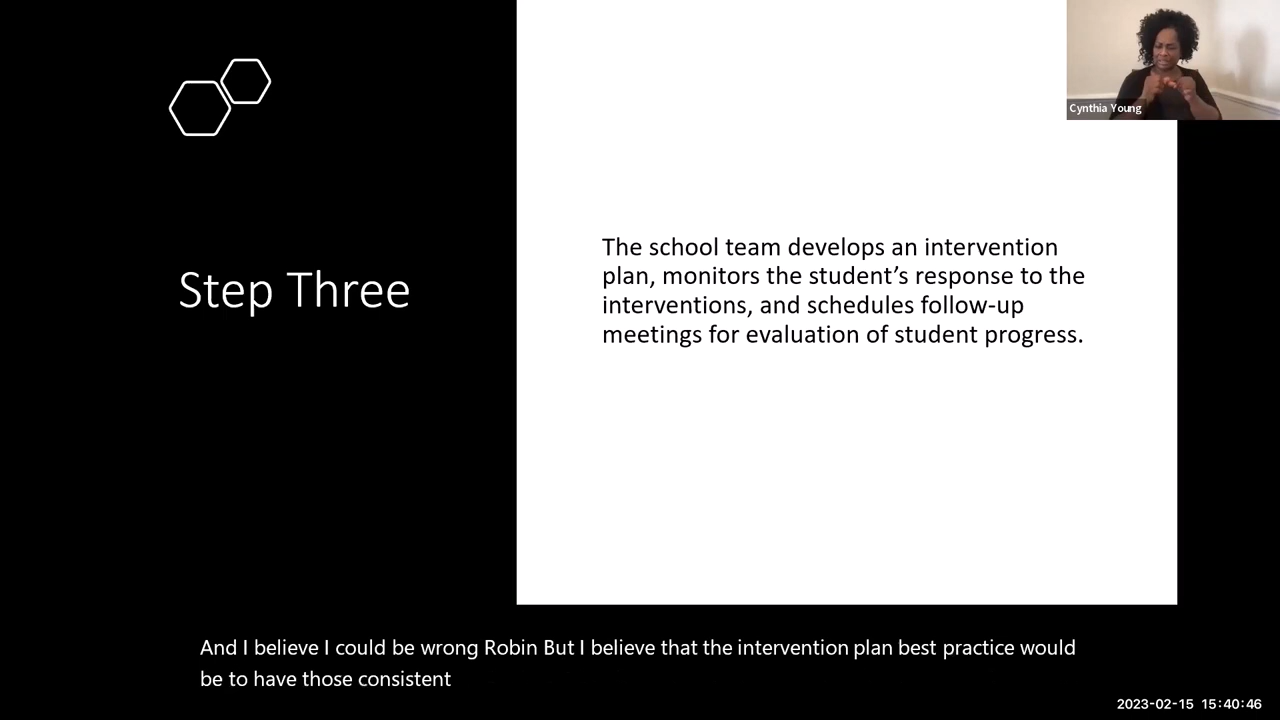 Cynthia Young
Step Three
The school team develops an intervention
plan, monitors the student’s response to the
interventions, and schedules follow-up
meetings for evaluation of student progress.
And I believe I could be wrong Robin But I believe that the intervention plan best practice would
be to have those consistent
2023-02-15 15:40:46